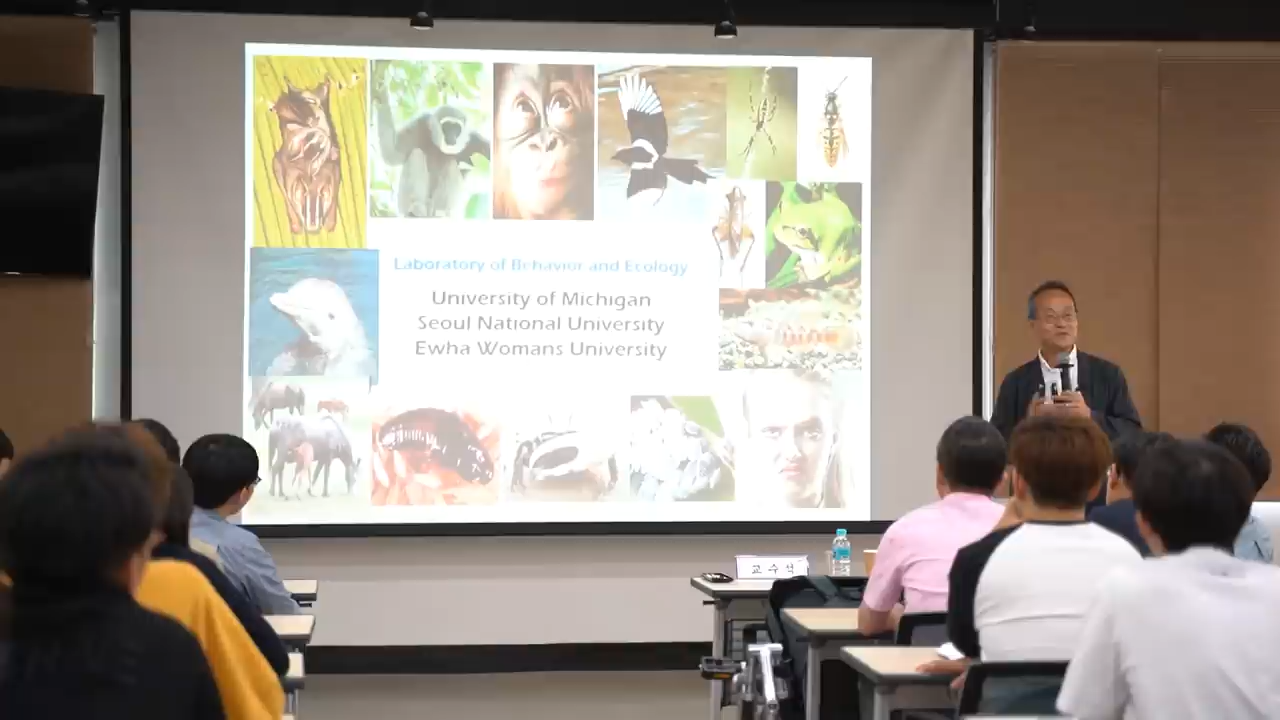 Laboratory of Behavior and Ecology
University of Michigan
Seoul National University
Ewha Womans University
교 수 석